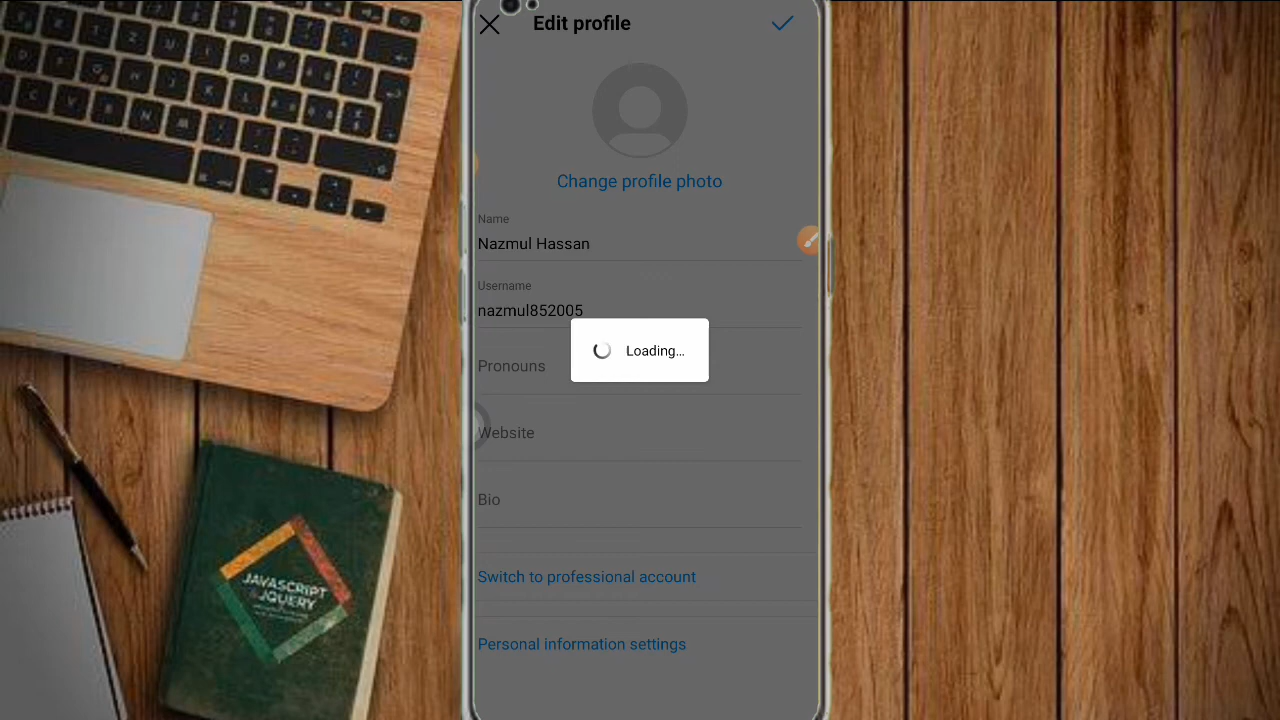 Edit profile
Change profile photo
Name
Nazmul Hassan
Username
nazmul852005
Loading...
Pronouns
Website
Bio
Switch to professional account
Personal information settings
JAVASCRIPT
& JQUERY